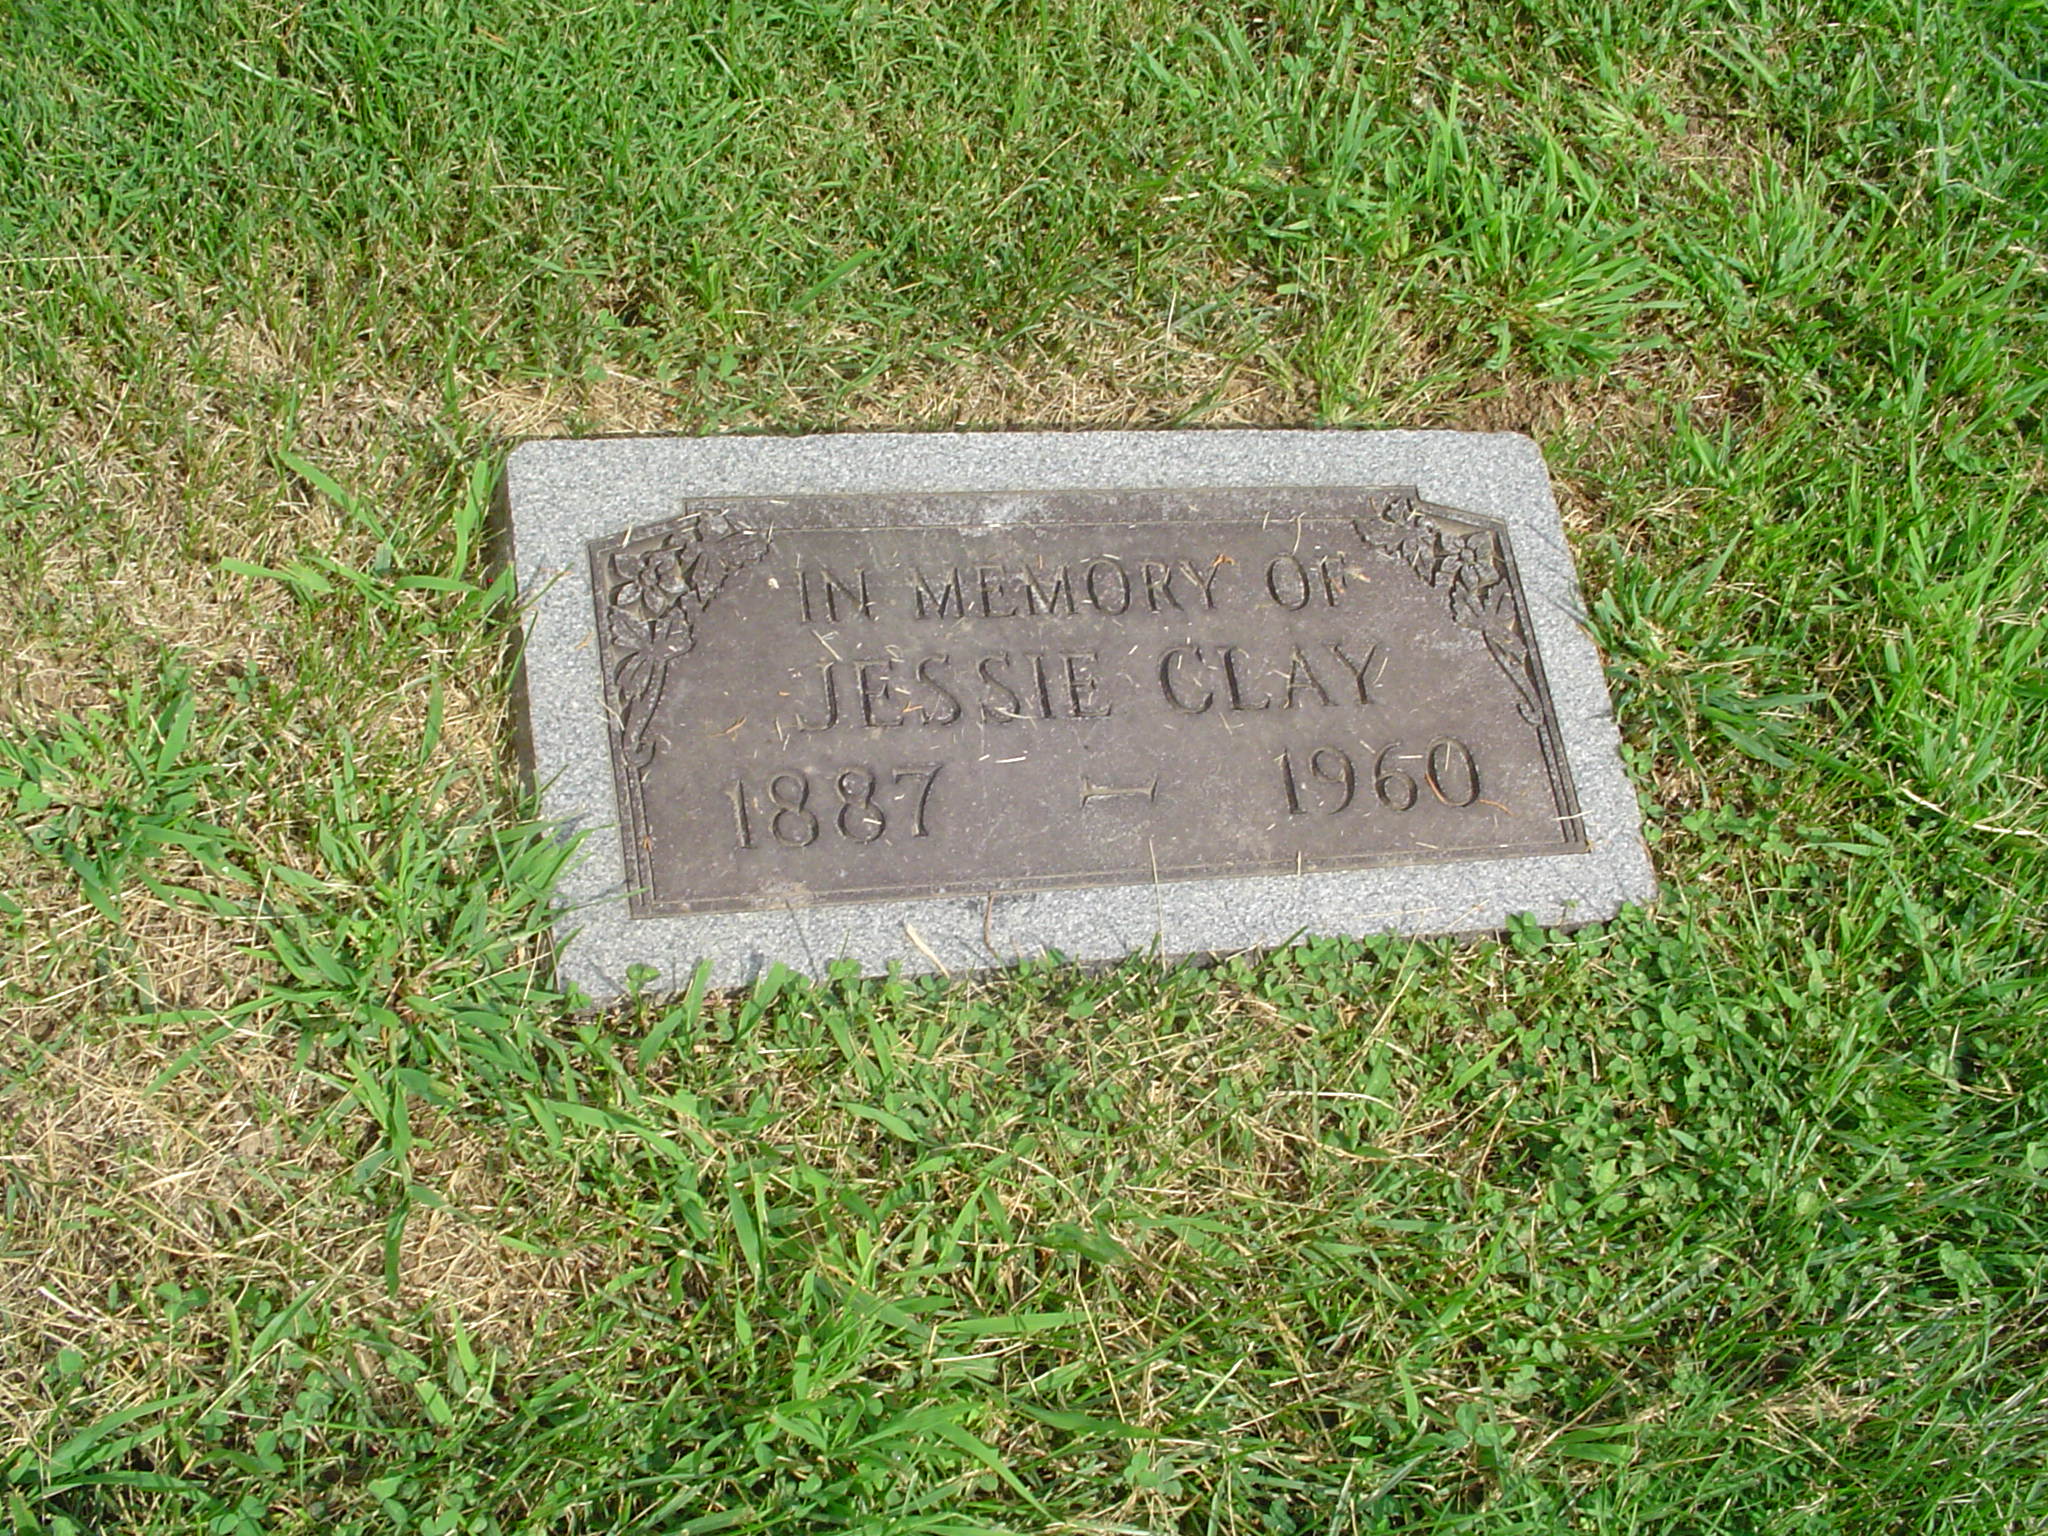 IN MEMORY OF
JESSIE CLAY
1887 - 1960